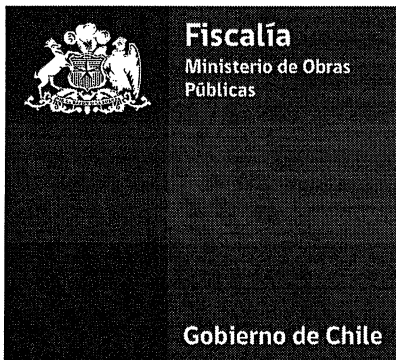 Fiscalía
Ministerio de Obras
Públicas
Gobierno de Chile